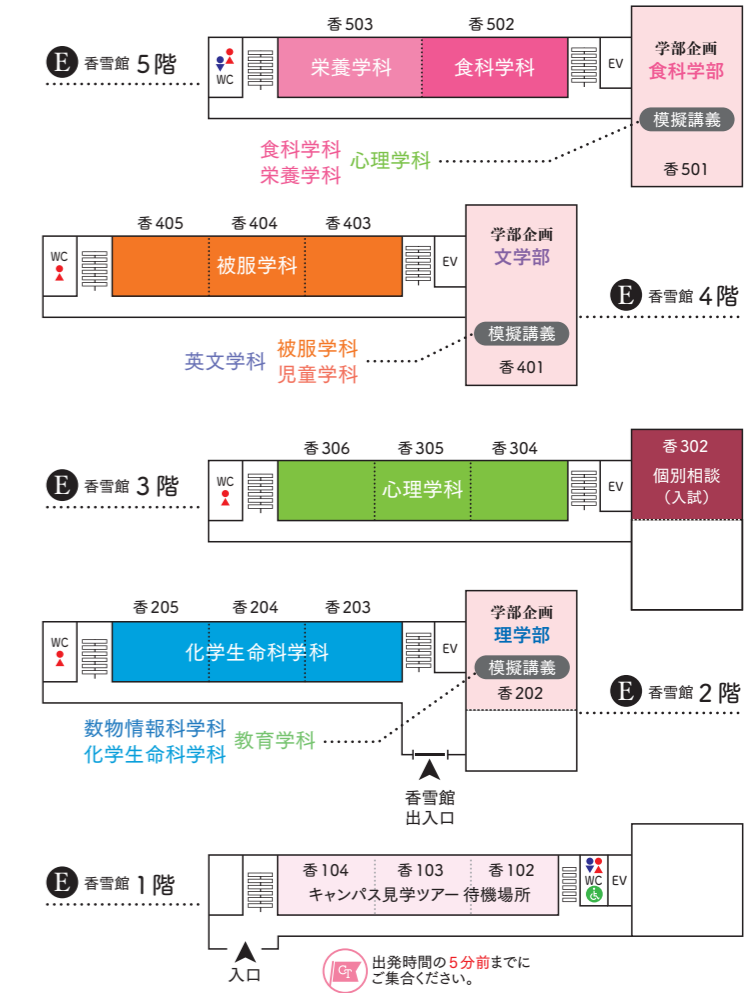 香503
香502
E 香雪館 5階
WC
栄養学科
食科学科
EV
学部企画
食科学部
模擬講義
香501
食科学科
栄養学科
心理学科
香405
香404
香403
WC
被服学科
EV
学部企画
文学部
模擬講義
香401
E 香雪館 4階
英文学科
被服学科
児童学科
香306
香305
香304
E 香雪館 3階
WC
心理学科
EV
香302
個別相談
（入試）
香205
香204
香203
WC
化学生命科学科
EV
学部企画
理学部
模擬講義
香202
E 香雪館 2階
数物情報科学科
化学生命科学科
教育学科
香雪館
出入口
E 香雪館 1階
香104
香103
香102
キャンパス見学ツアー 待機場所
WC
EV
入口
CT
出発時間の5分前までに
ご集合ください。